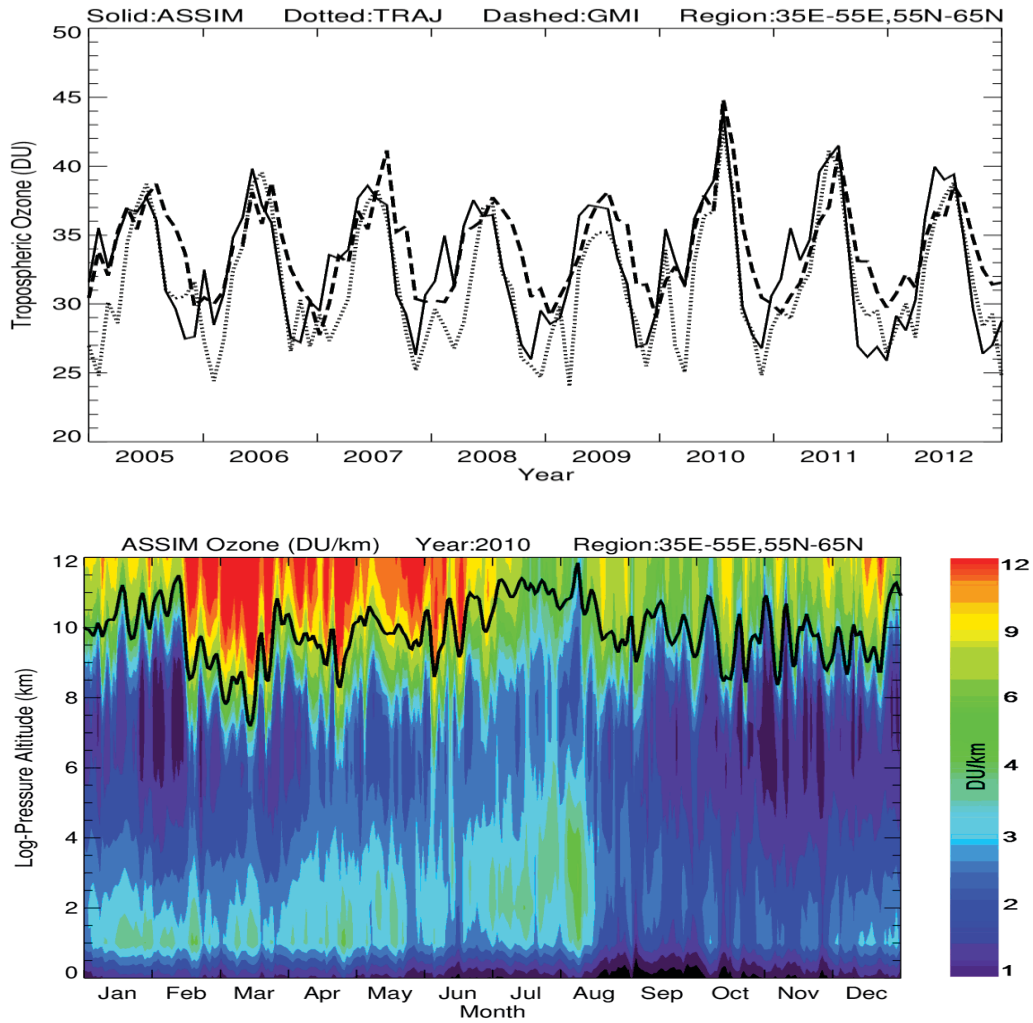 Solid:ASSIM Dotted:TRAJ Dashed:GMI Region:35E-55E,55N-65N
50
45
40
35
30
25
20
Tropospheric Ozone (DU)
2005 2006 2007 2008 2009 2010 2011 2012
Year
ASSIM Ozone (DU/km) Year:2010 Region:35E-55E,55N-65N
12
10
8
6
4
2
0
Log-Pressure Altitude (km)
Jan Feb Mar Apr May Jun Jul Aug Sep Oct Nov Dec
Month
12
9
4
3
2
1
DU/km